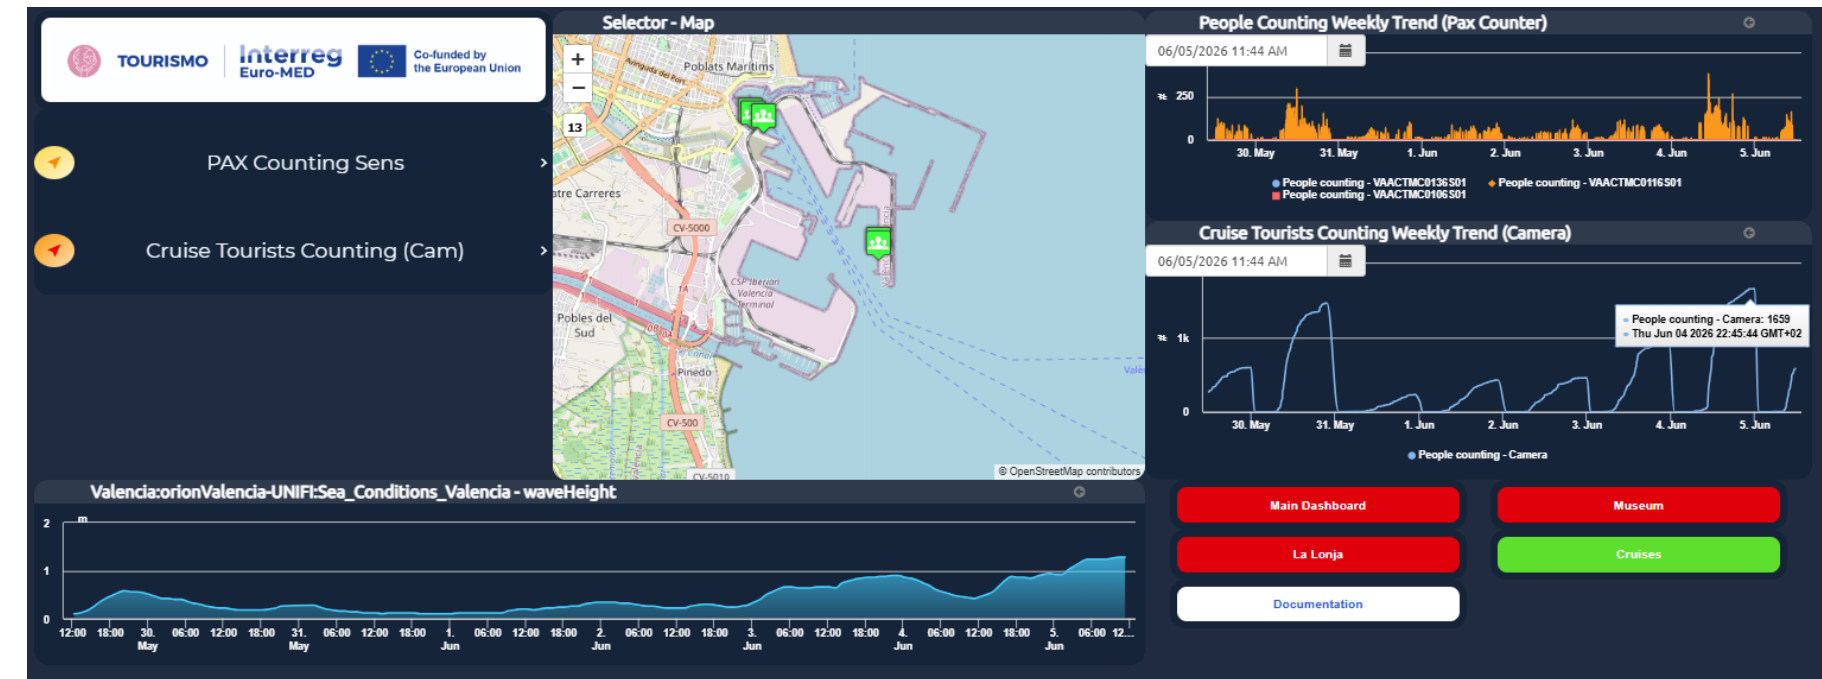 TOURISMO
Interreg
Euro-MED
Co-funded by
the European Union
PAX Counting Sens
Cruise Tourists Counting (Cam)
Selector - Map
+
−
13
Poblats Marítims
CV-5000
CSP Iberian
Valencia
Terminal
Pobles del
Sud
Pinedo
CV-500
CV-5010
© OpenStreetMap contributors
People Counting Weekly Trend (Pax Counter)
06/05/2026 11:44 AM
#
250
0
30. May 31. May 1. Jun 2. Jun 3. Jun 4. Jun 5. Jun
People counting - VAACTMC0136S01 People counting - VAACTMC0116S01
People counting - VAACTMC0106S01
Cruise Tourists Counting Weekly Trend (Camera)
06/05/2026 11:44 AM
People counting - Camera: 1659
Thu Jun 04 2026 22:45:44 GMT+02
# 1k
0
30. May 31. May 1. Jun 2. Jun 3. Jun 4. Jun 5. Jun
People counting - Camera
Valencia:orionValencia-UNIFI:Sea_Conditions_Valencia - waveHeight
m
2
1
0
12:00 18:00 30. May 06:00 12:00 18:00 31. May 06:00 12:00 18:00 1. Jun 06:00 12:00 18:00 2. Jun 06:00 12:00 18:00 3. Jun 06:00 12:00 18:00 4. Jun 06:00 12:00 18:00 5. Jun 06:00 12...
Main Dashboard
Museum
La Lonja
Cruises
Documentation